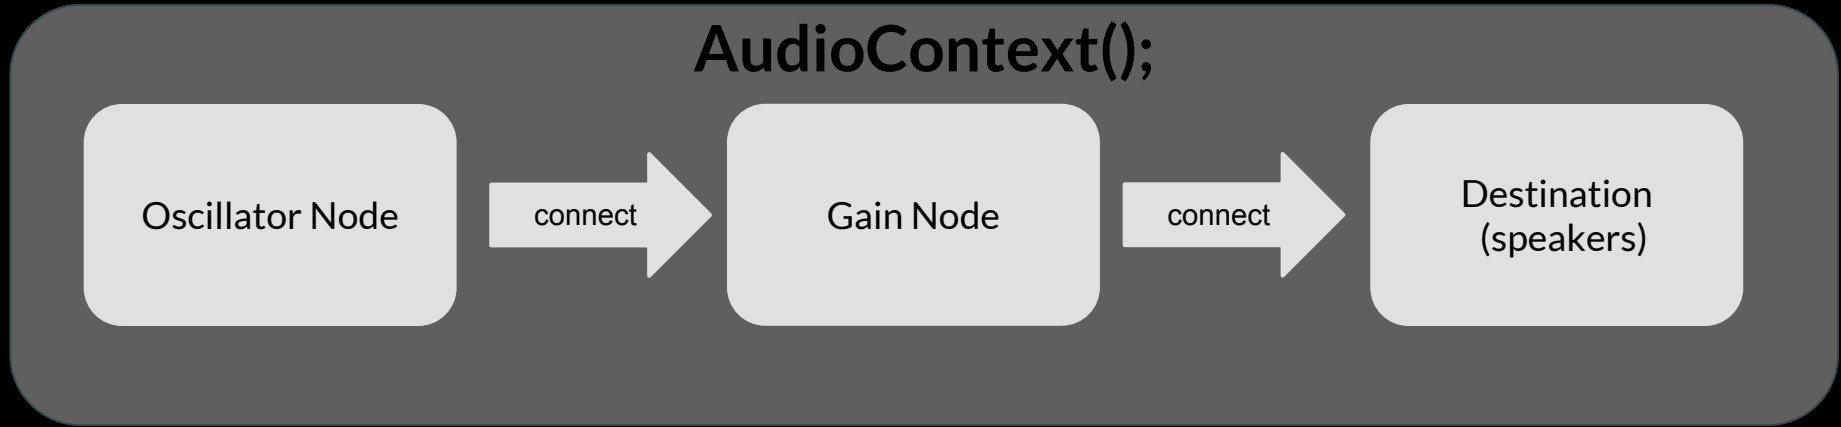 AudioContext();
Oscillator Node
connect
Gain Node
connect
Destination
(speakers)